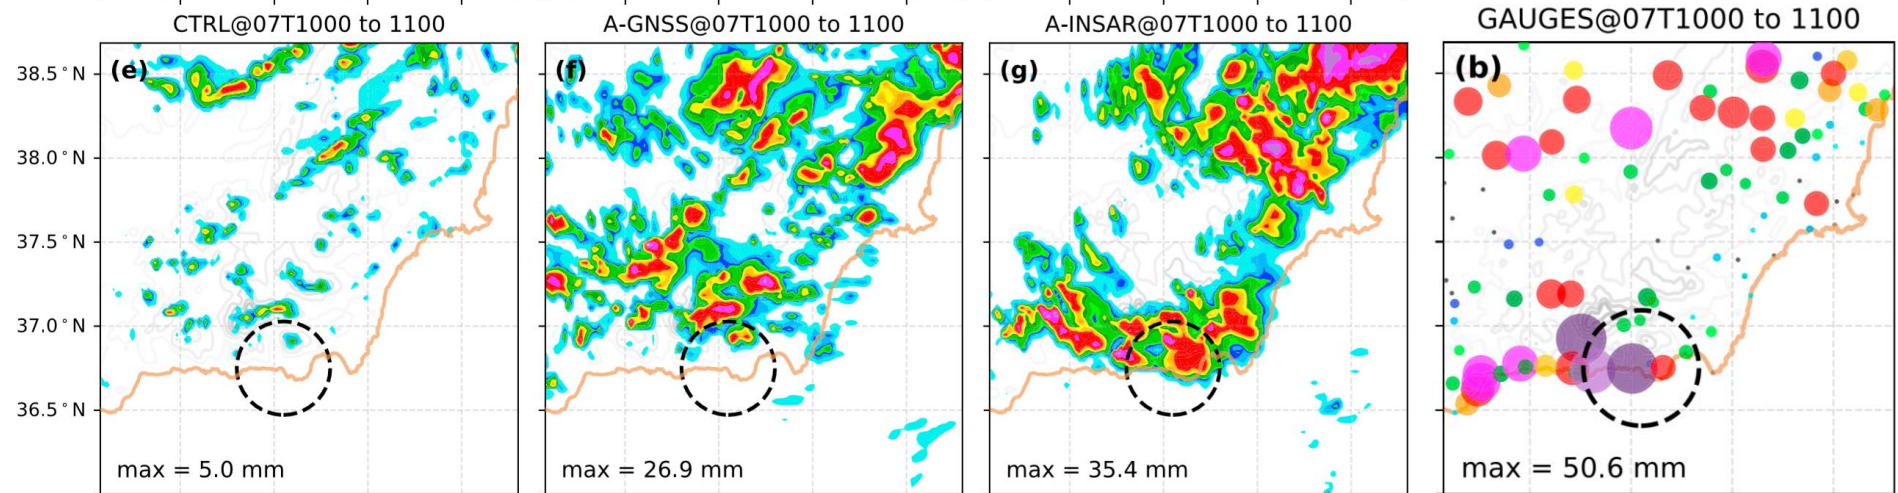 CTRL@07T1000 to 1100
A-GNSS@07T1000 to 1100
A-INSAR@07T1000 to 1100
GAUGES@07T1000 to 1100
(e)
(f)
(g)
(b)
38.5°N
38.0°N
37.5°N
37.0°N
36.5°N
max = 5.0 mm
max = 26.9 mm
max = 35.4 mm
max = 50.6 mm